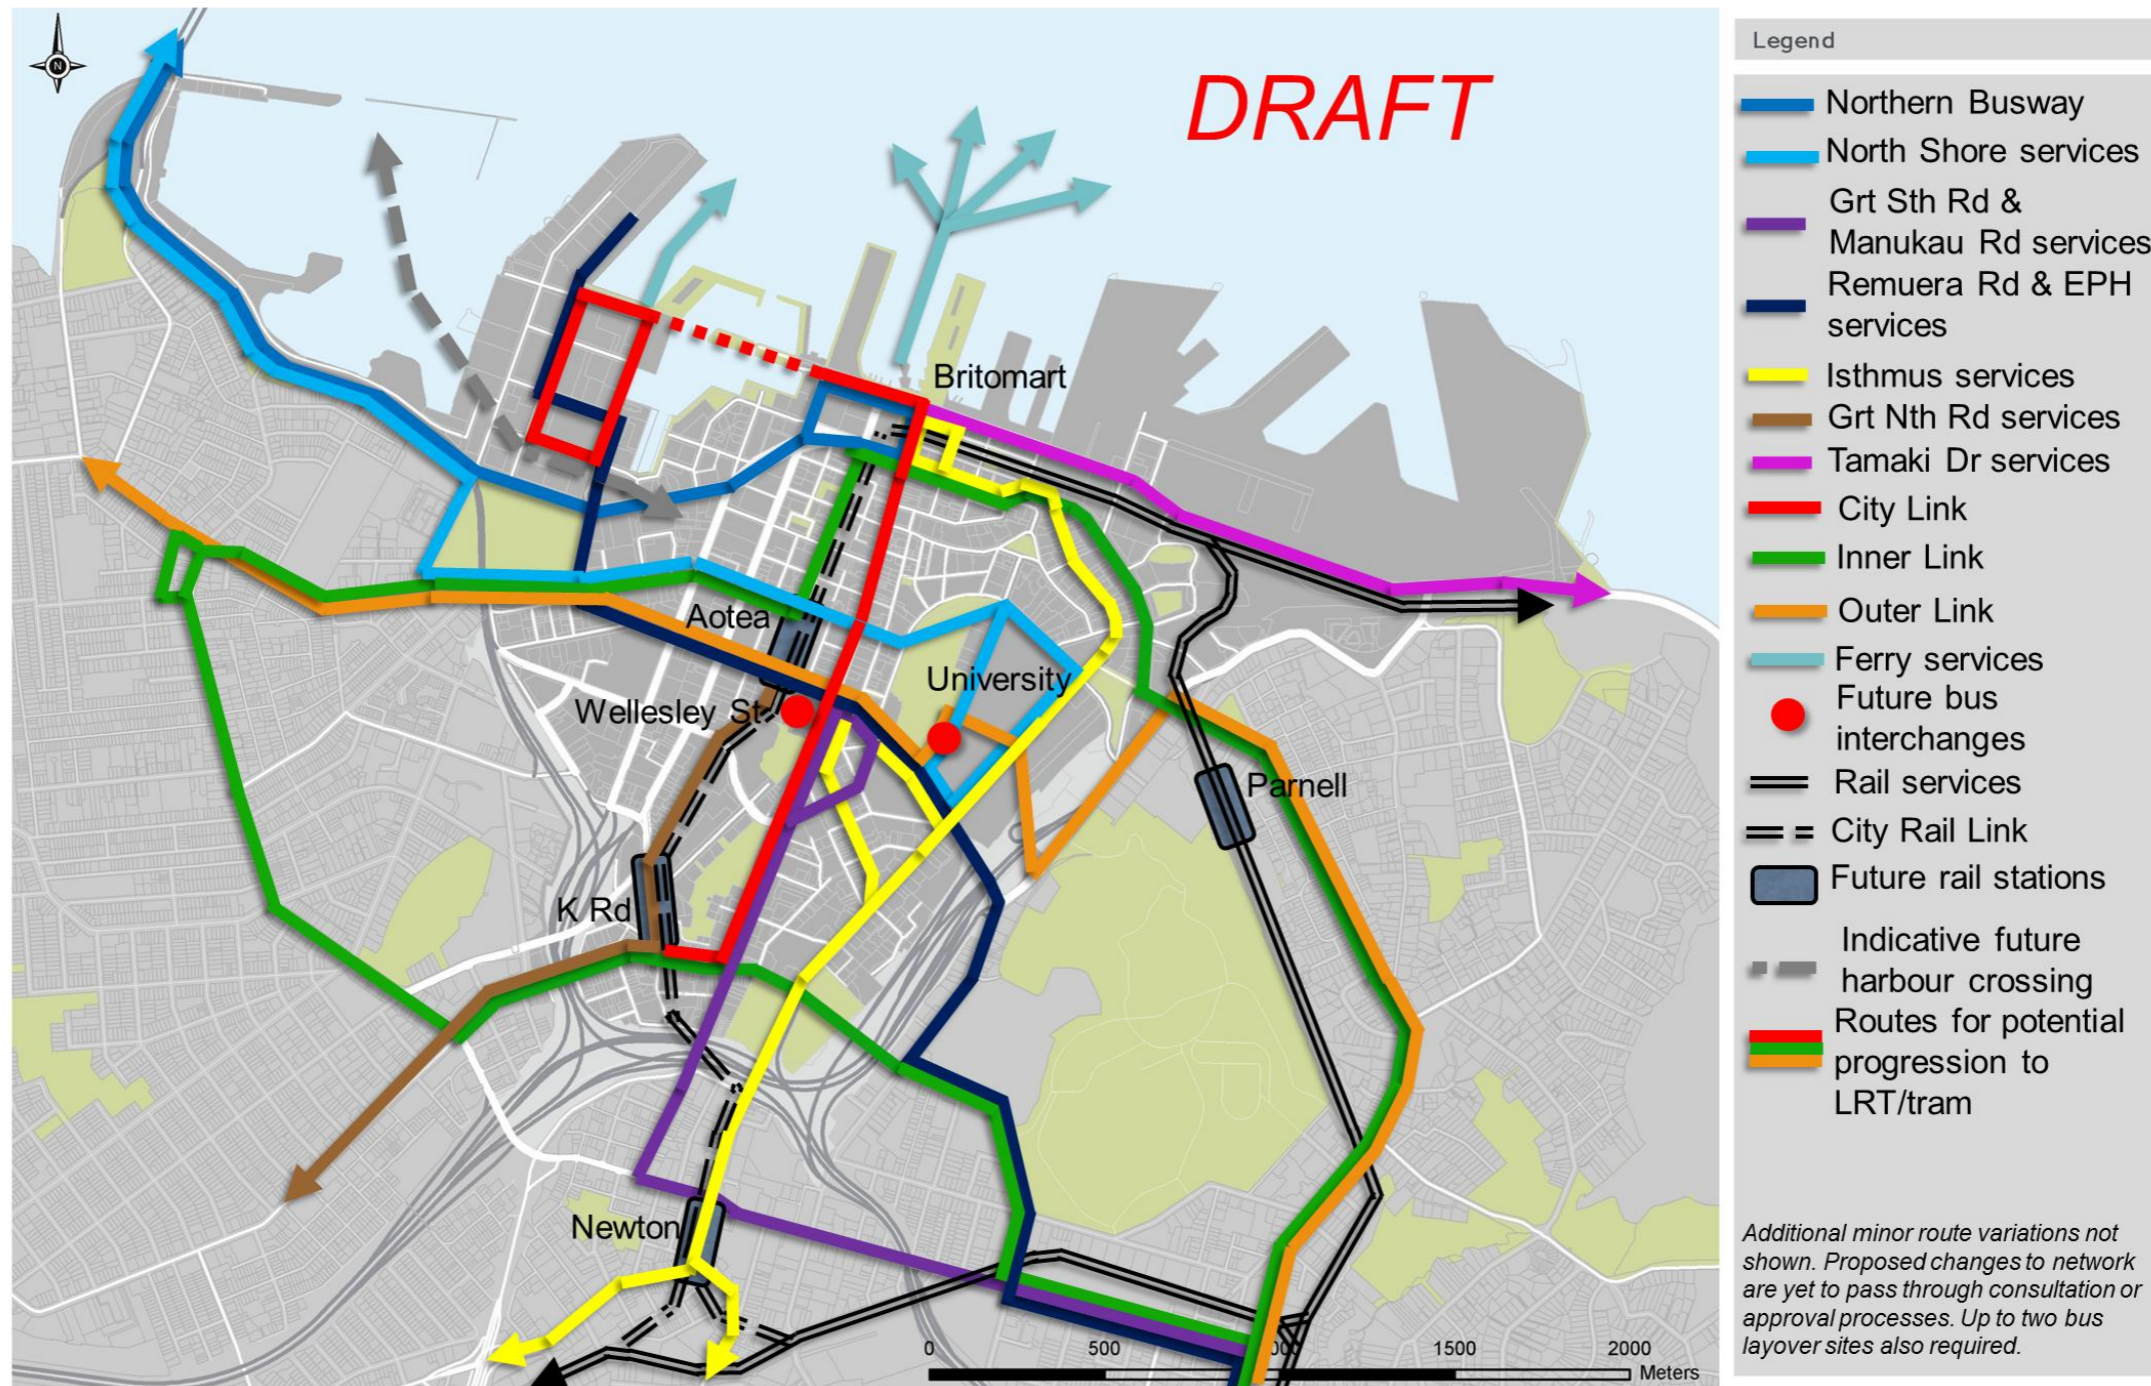 N
DRAFT
Britomart
Aotea
University
Wellesley St
Parnell
K Rd
Newton
0
500
1500
2000
Meters
Legend
Northern Busway
North Shore services
Grt Sth Rd &
Manukau Rd services
Remuera Rd & EPH
services
Isthmus services
Grt Nth Rd services
Tamaki Dr services
City Link
Inner Link
Outer Link
Ferry services
Future bus
interchanges
Rail services
City Rail Link
Future rail stations
Indicative future
harbour crossing
Routes for potential
progression to
LRT/tram
Additional minor route variations not
shown. Proposed changes to network
are yet to pass through consultation or
approval processes. Up to two bus
layover sites also required.